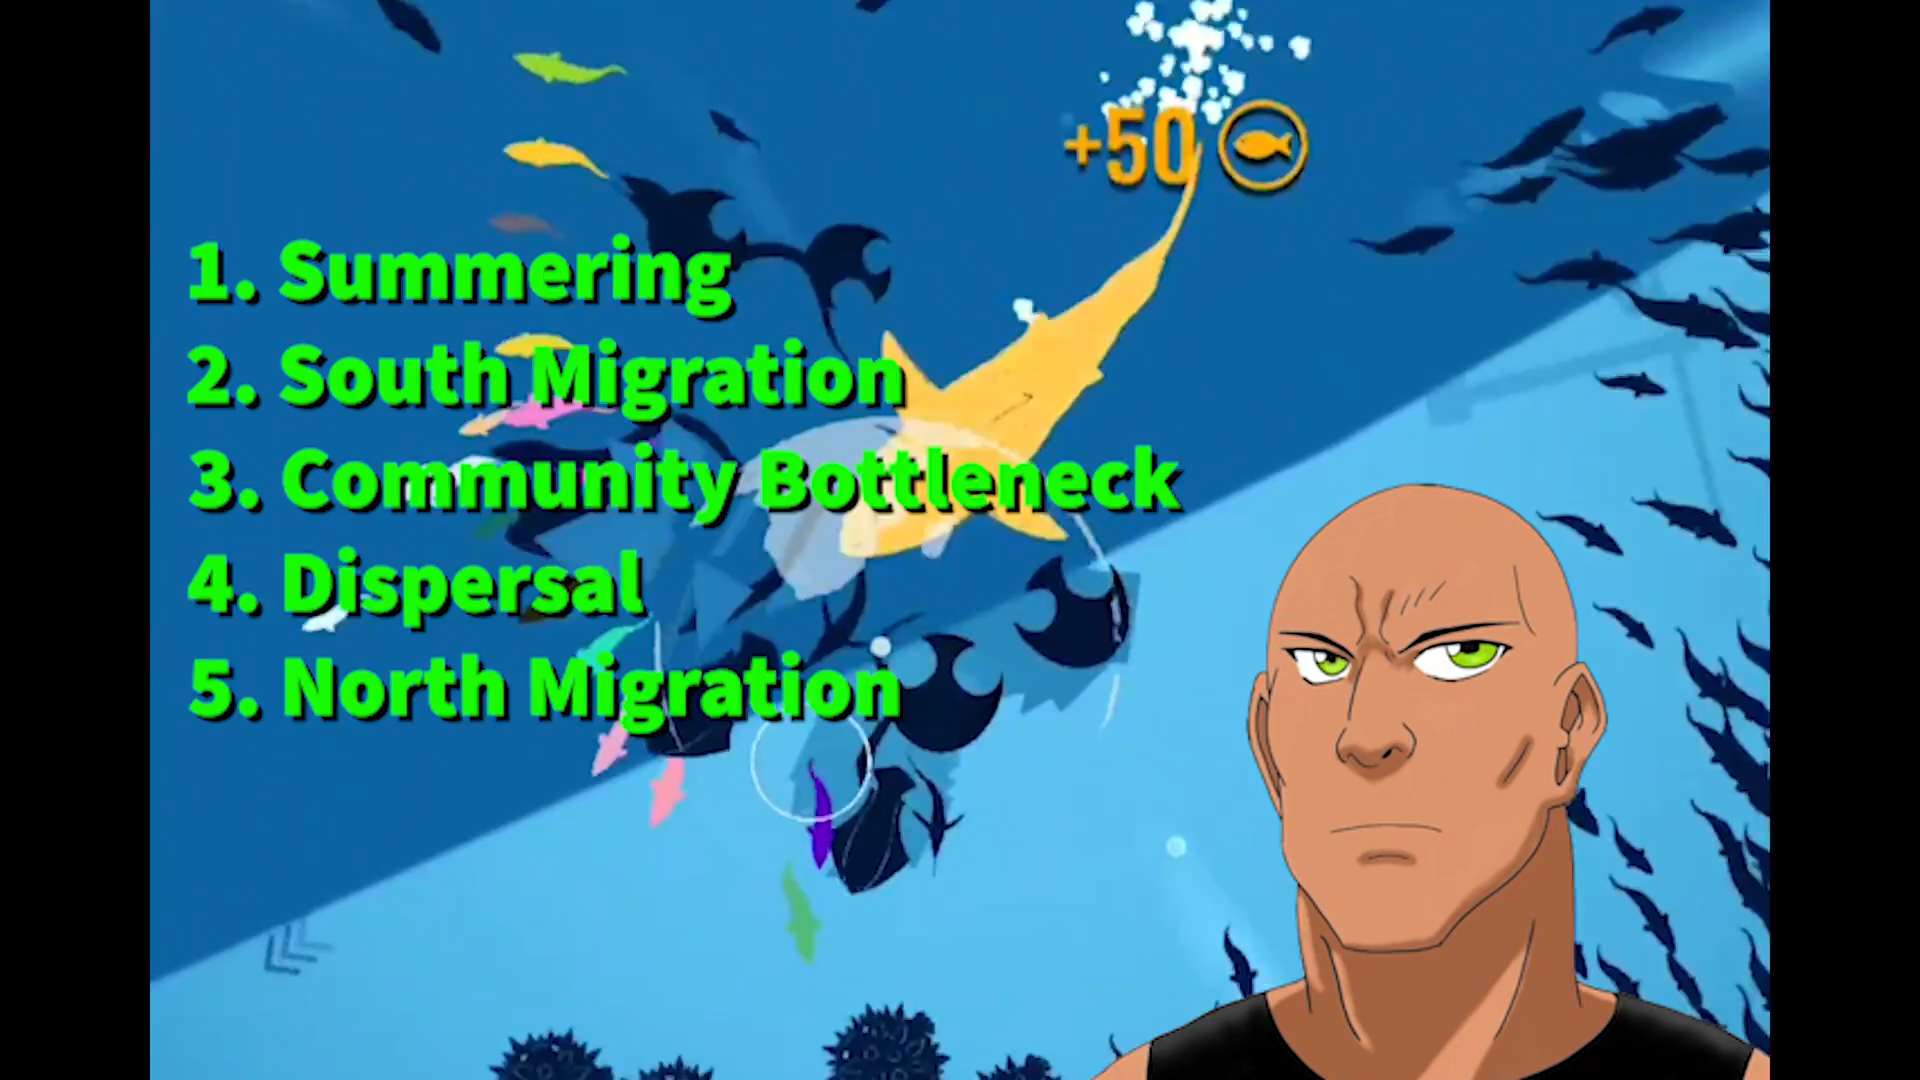 +50
1. Summering
2. South Migration
3. Community Bottleneck
4. Dispersal
5. North Migration